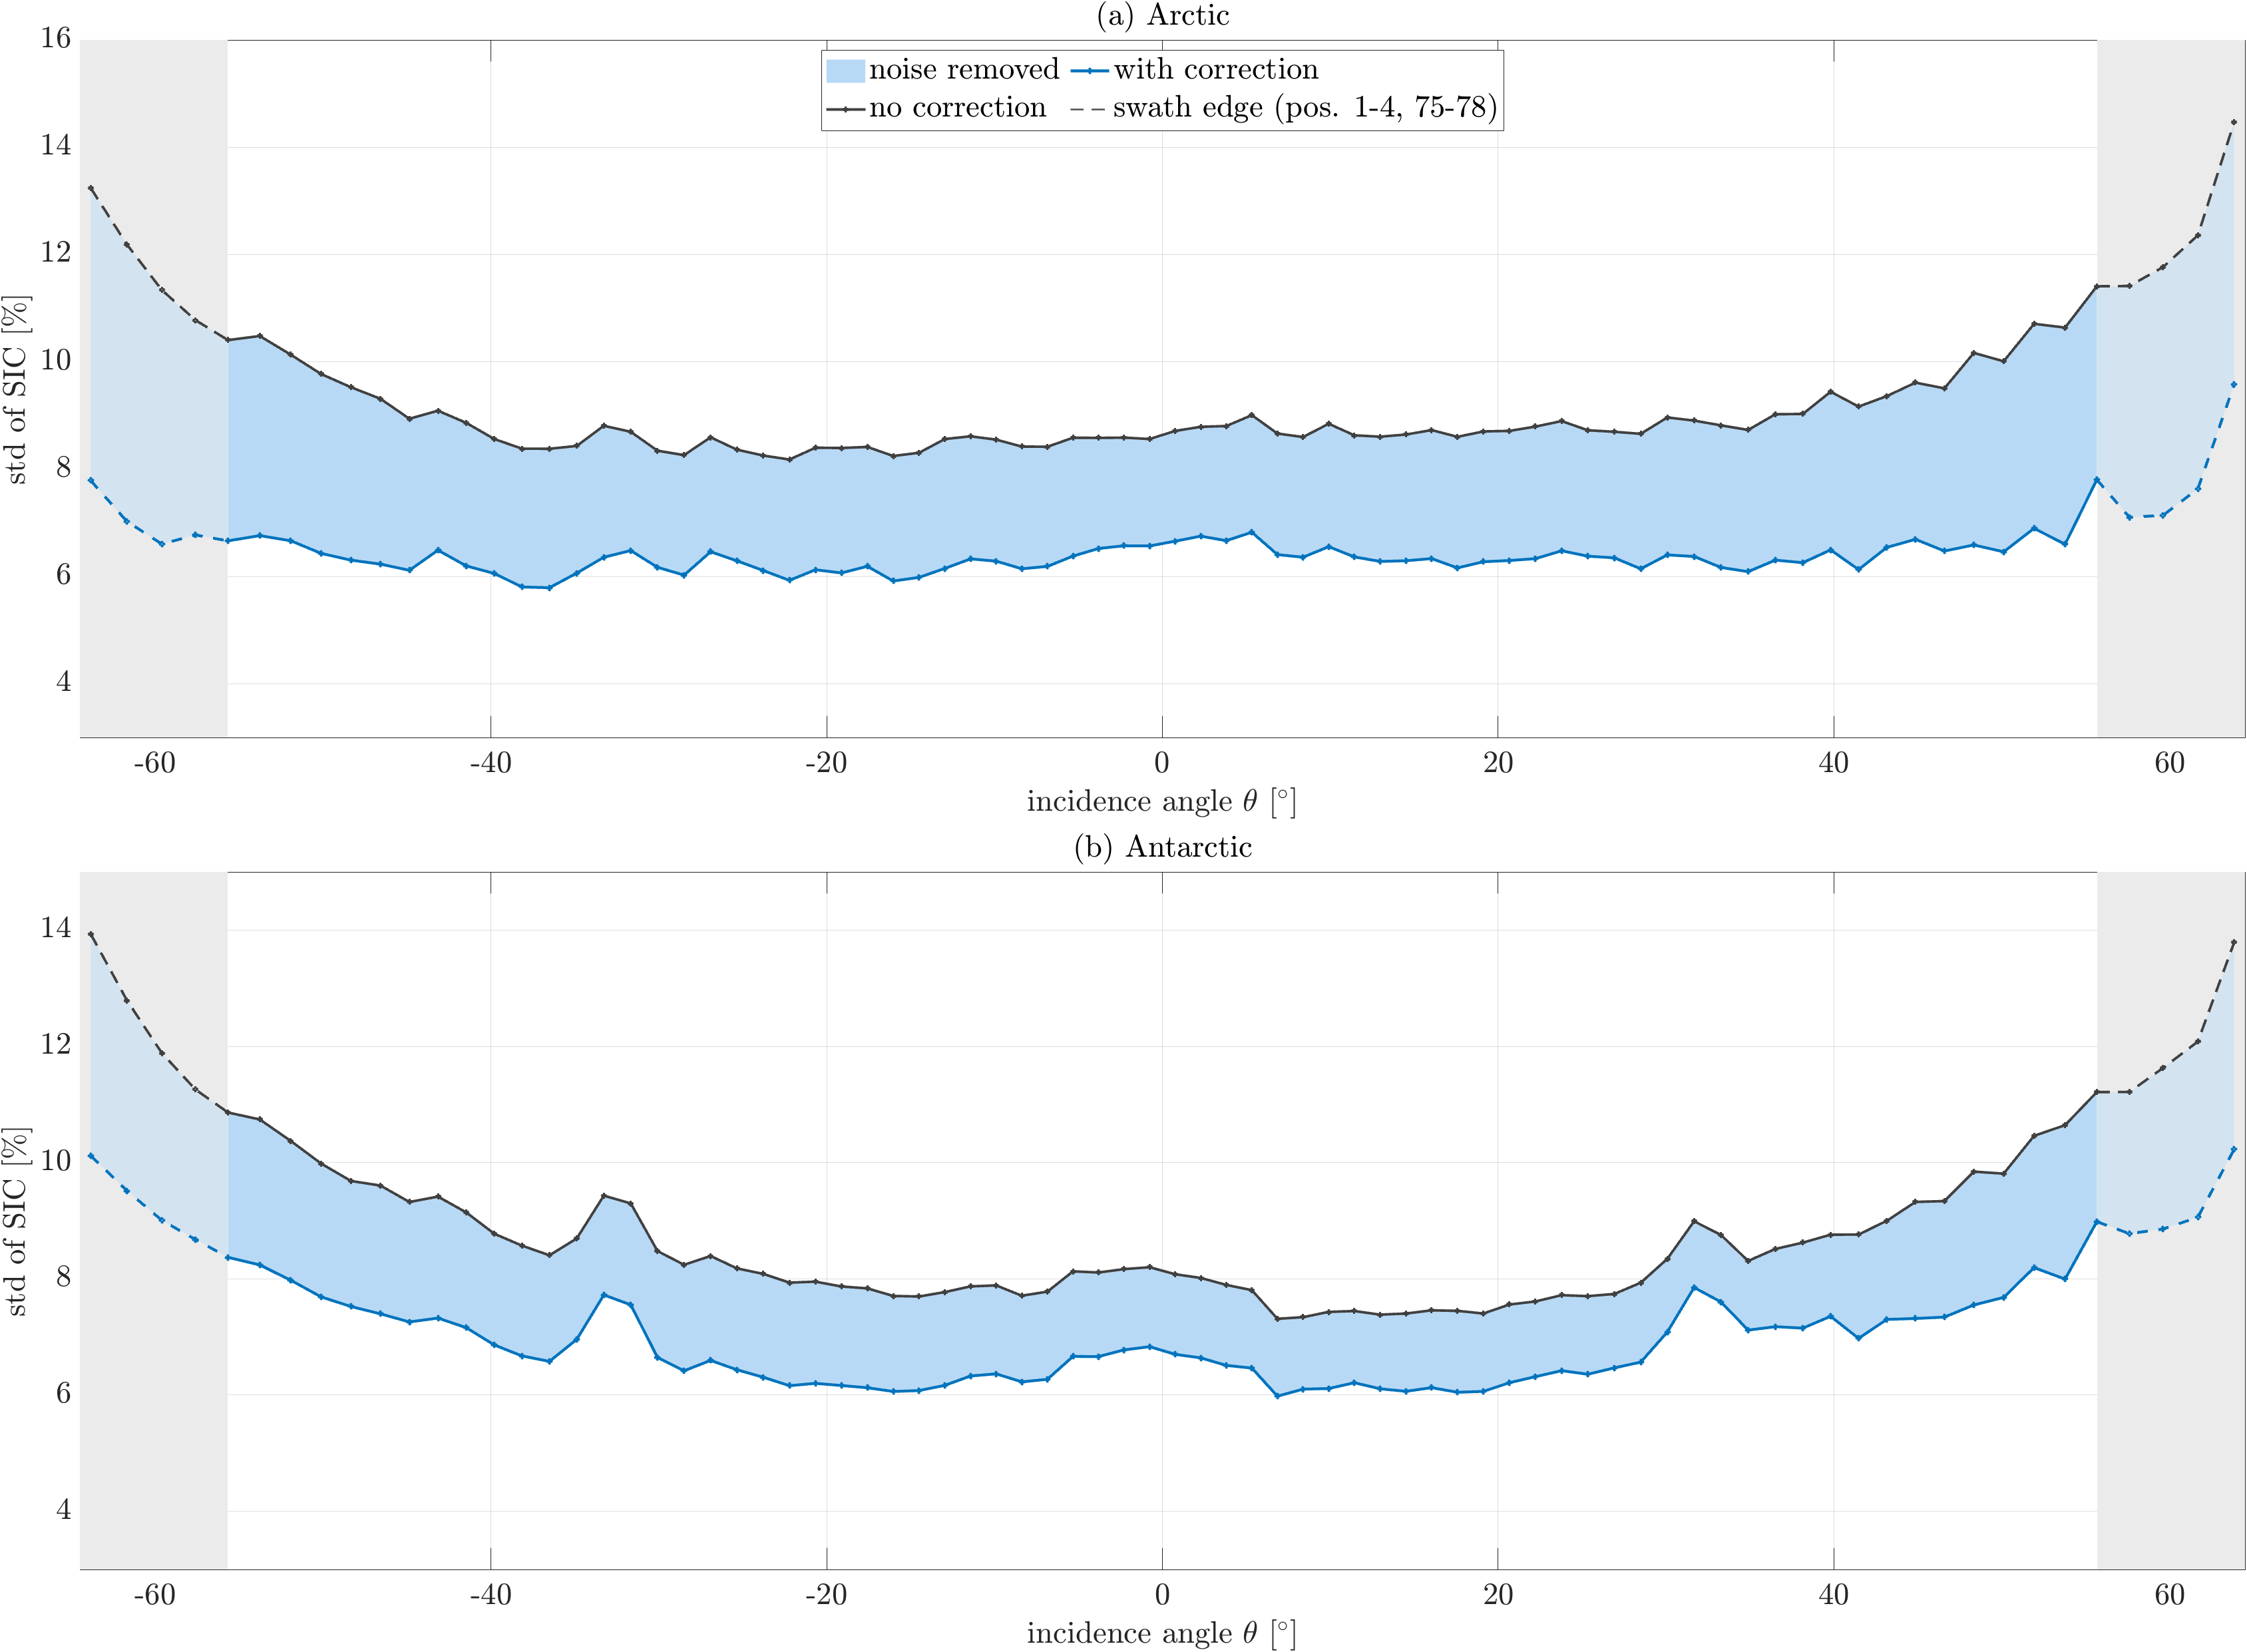 (a) Arctic
16
14
12
10
8
6
4
std of SIC [%]
noise removed
with correction
no correction
swath edge (pos. 1-4, 75-78)
-60 -40 -20 0 20 40 60
incidence angle θ [°]
(b) Antarctic
14
12
10
8
6
4
std of SIC [%]
-60 -40 -20 0 20 40 60
incidence angle θ [°]